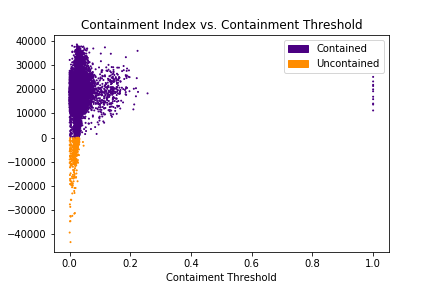 Containment Index vs. Containment Threshold
Contained
Uncontained
40000
30000
20000
10000
0
−10000
−20000
−30000
−40000
0.0 0.2 0.4 0.6 0.8 1.0
Contaiment Threshold